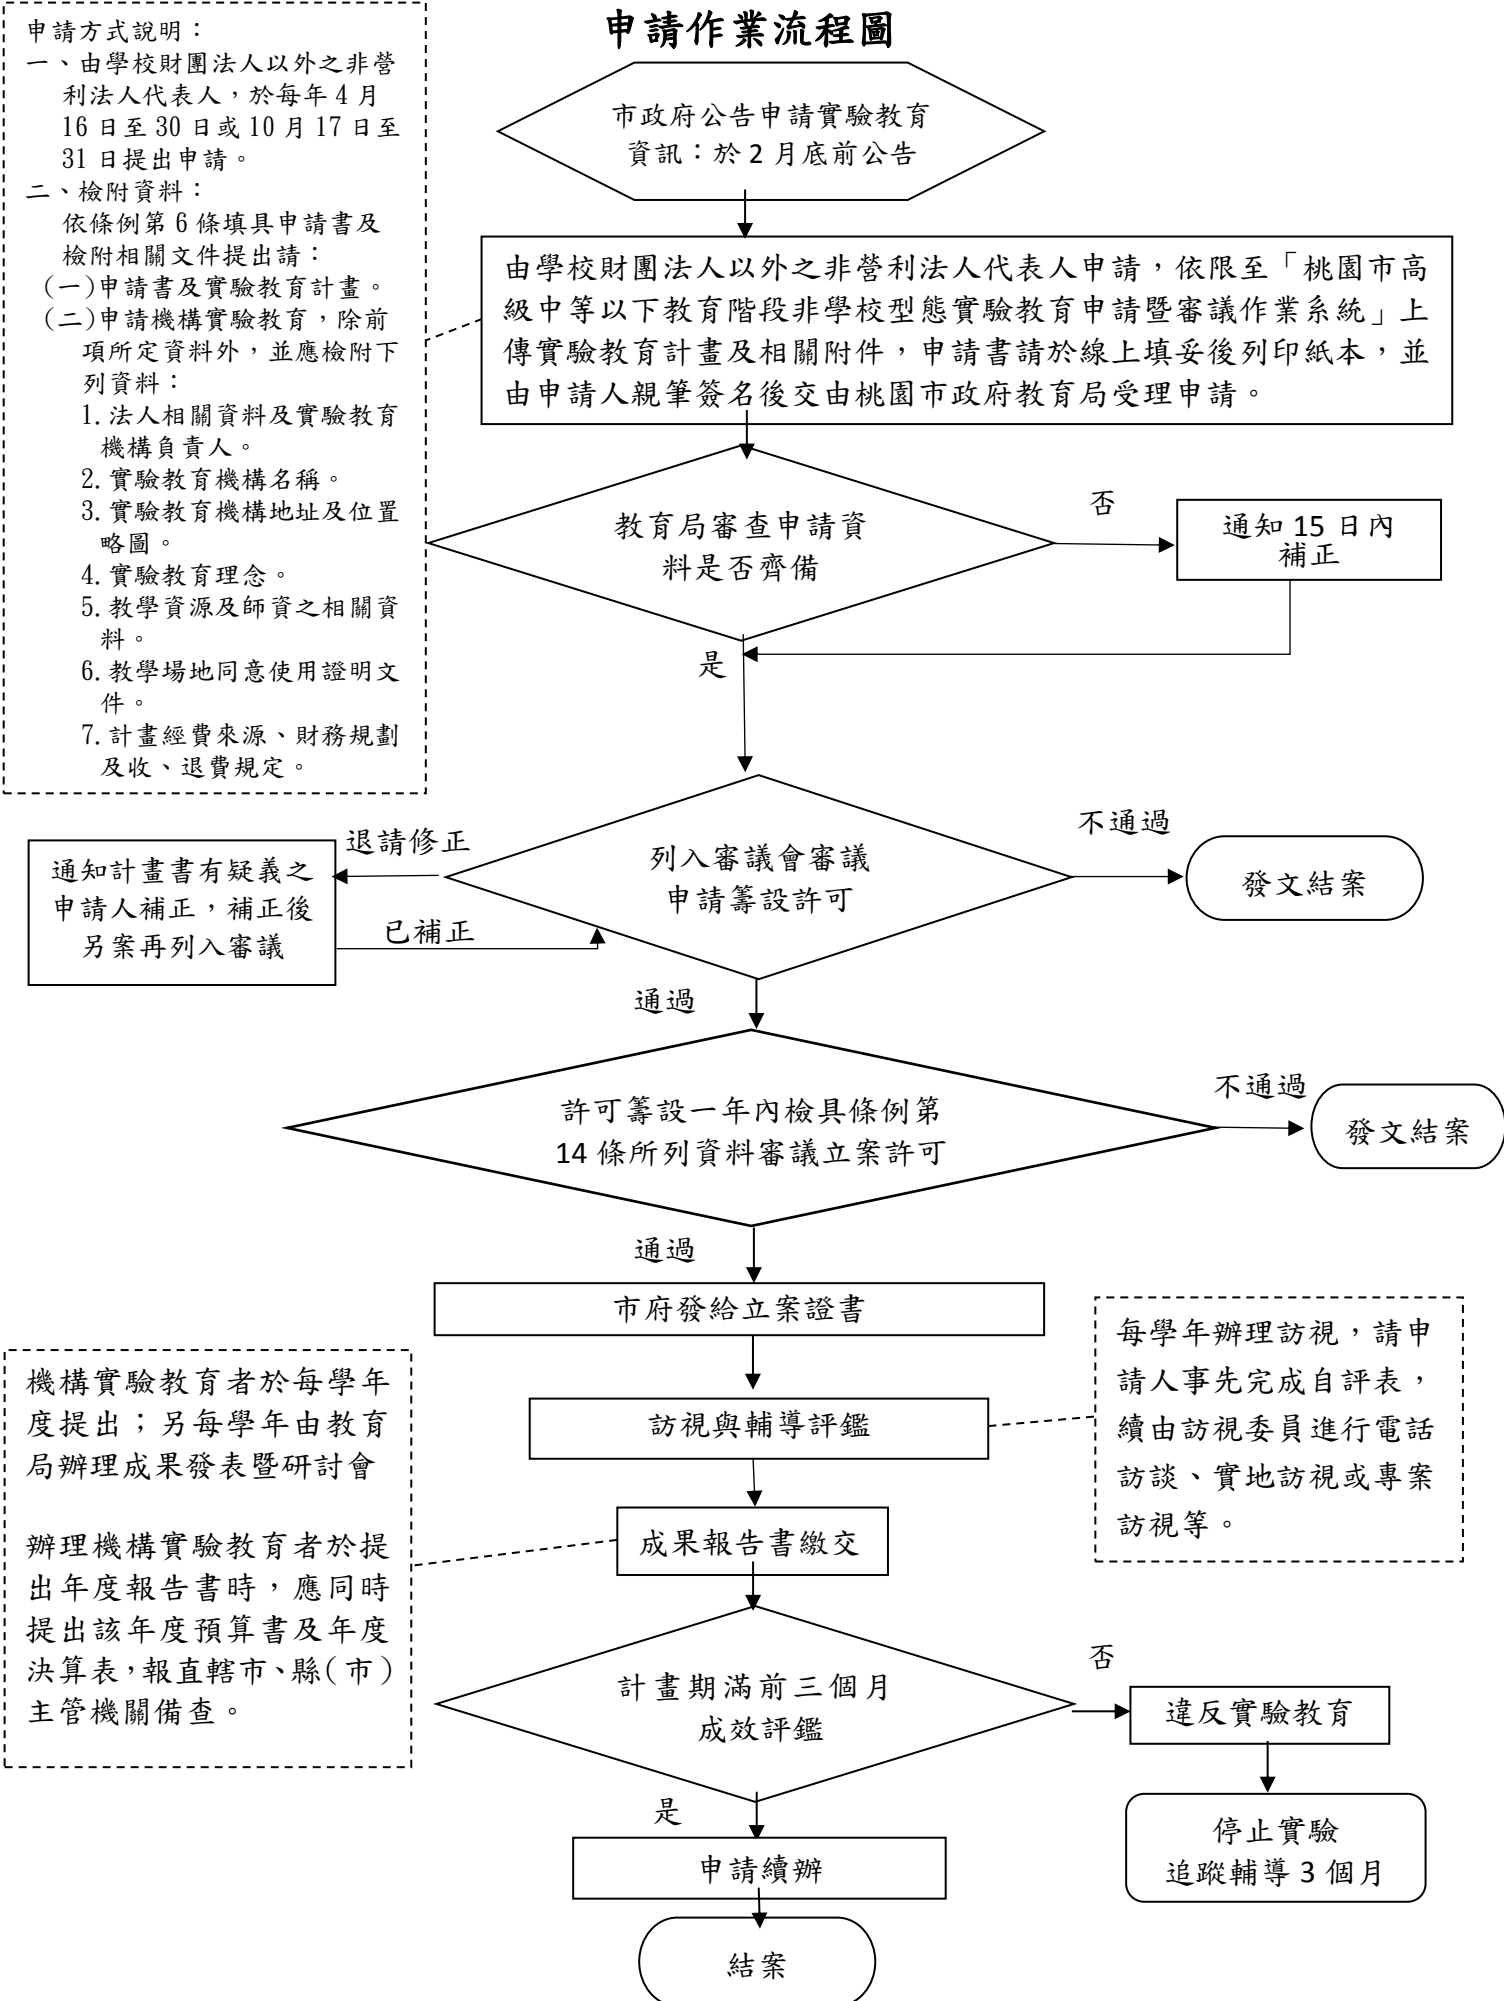 申請作業流程圖
申請方式說明：
一、由學校財團法人以外之非營
利法人代表人，於每年 4 月
16 日至 30 日或 10 月 17 日至
31 日提出申請。
二、檢附資料：
依條例第 6 條填具申請書及
檢附相關文件提出請：
(一)申請書及實驗教育計畫。
(二)申請機構實驗教育，除前
項所定資料外，並應檢附下
列資料：
1.法人相關資料及實驗教育
機構負責人。
2.實驗教育機構名稱。
3.實驗教育機構地址及位置
略圖。
4.實驗教育理念。
5.教學資源及師資之相關資
料。
6.教學場地同意使用證明文
件。
7.計畫經費來源、財務規劃
及收、退費規定。
市政府公告申請實驗教育
資訊：於 2 月底前公告
由學校財團法人以外之非營利法人代表人申請，依限至「桃園市高
級中等以下教育階段非學校型態實驗教育申請暨審議作業系統」上
傳實驗教育計畫及相關附件，申請書請於線上填妥後列印紙本，並
由申請人親筆簽名後交由桃園市政府教育局受理申請。
教育局審查申請資
料是否齊備
否
通知 15 日內
補正
是
列入審議會審議
申請籌設許可
退請修正
通知計畫書有疑義之
申請人補正，補正後
另案再列入審議
已補正
不通過
發文結案
通過
許可籌設一年內檢具條例第
14 條所列資料審議立案許可
不通過
發文結案
通過
市府發給立案證書
訪視與輔導評鑑
每學年辦理訪視，請申
請人事先完成自評表，
續由訪視委員進行電話
訪談、實地訪視或專案
訪視等。
成果報告書繳交
機構實驗教育者於每學年
度提出；另每學年由教育
局辦理成果發表暨研討會
辦理機構實驗教育者於提
出年度報告書時，應同時
提出該年度預算書及年度
決算表，報直轄市、縣（市）
主管機關備查。
計畫期滿前三個月
成效評鑑
否
違反實驗教育
停止實驗
追蹤輔導 3 個月
是
申請續辦
結案